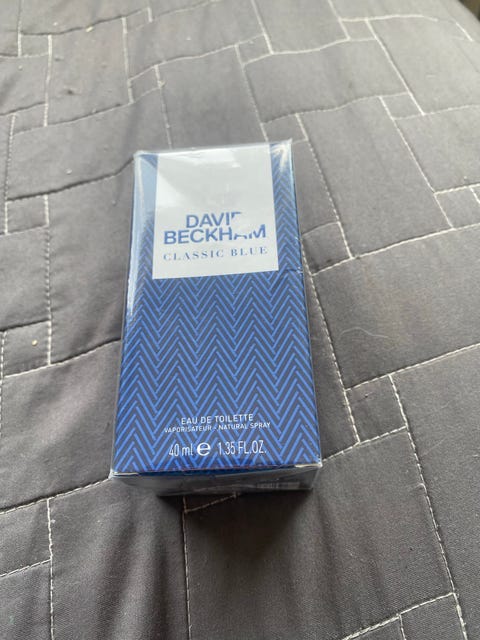 DAVID
BECKHAM
CLASSIC BLUE
EAU DE TOILETTE
VAPORISATEUR - NATURAL SPRAY
40 ml e 1.35 FL.OZ.